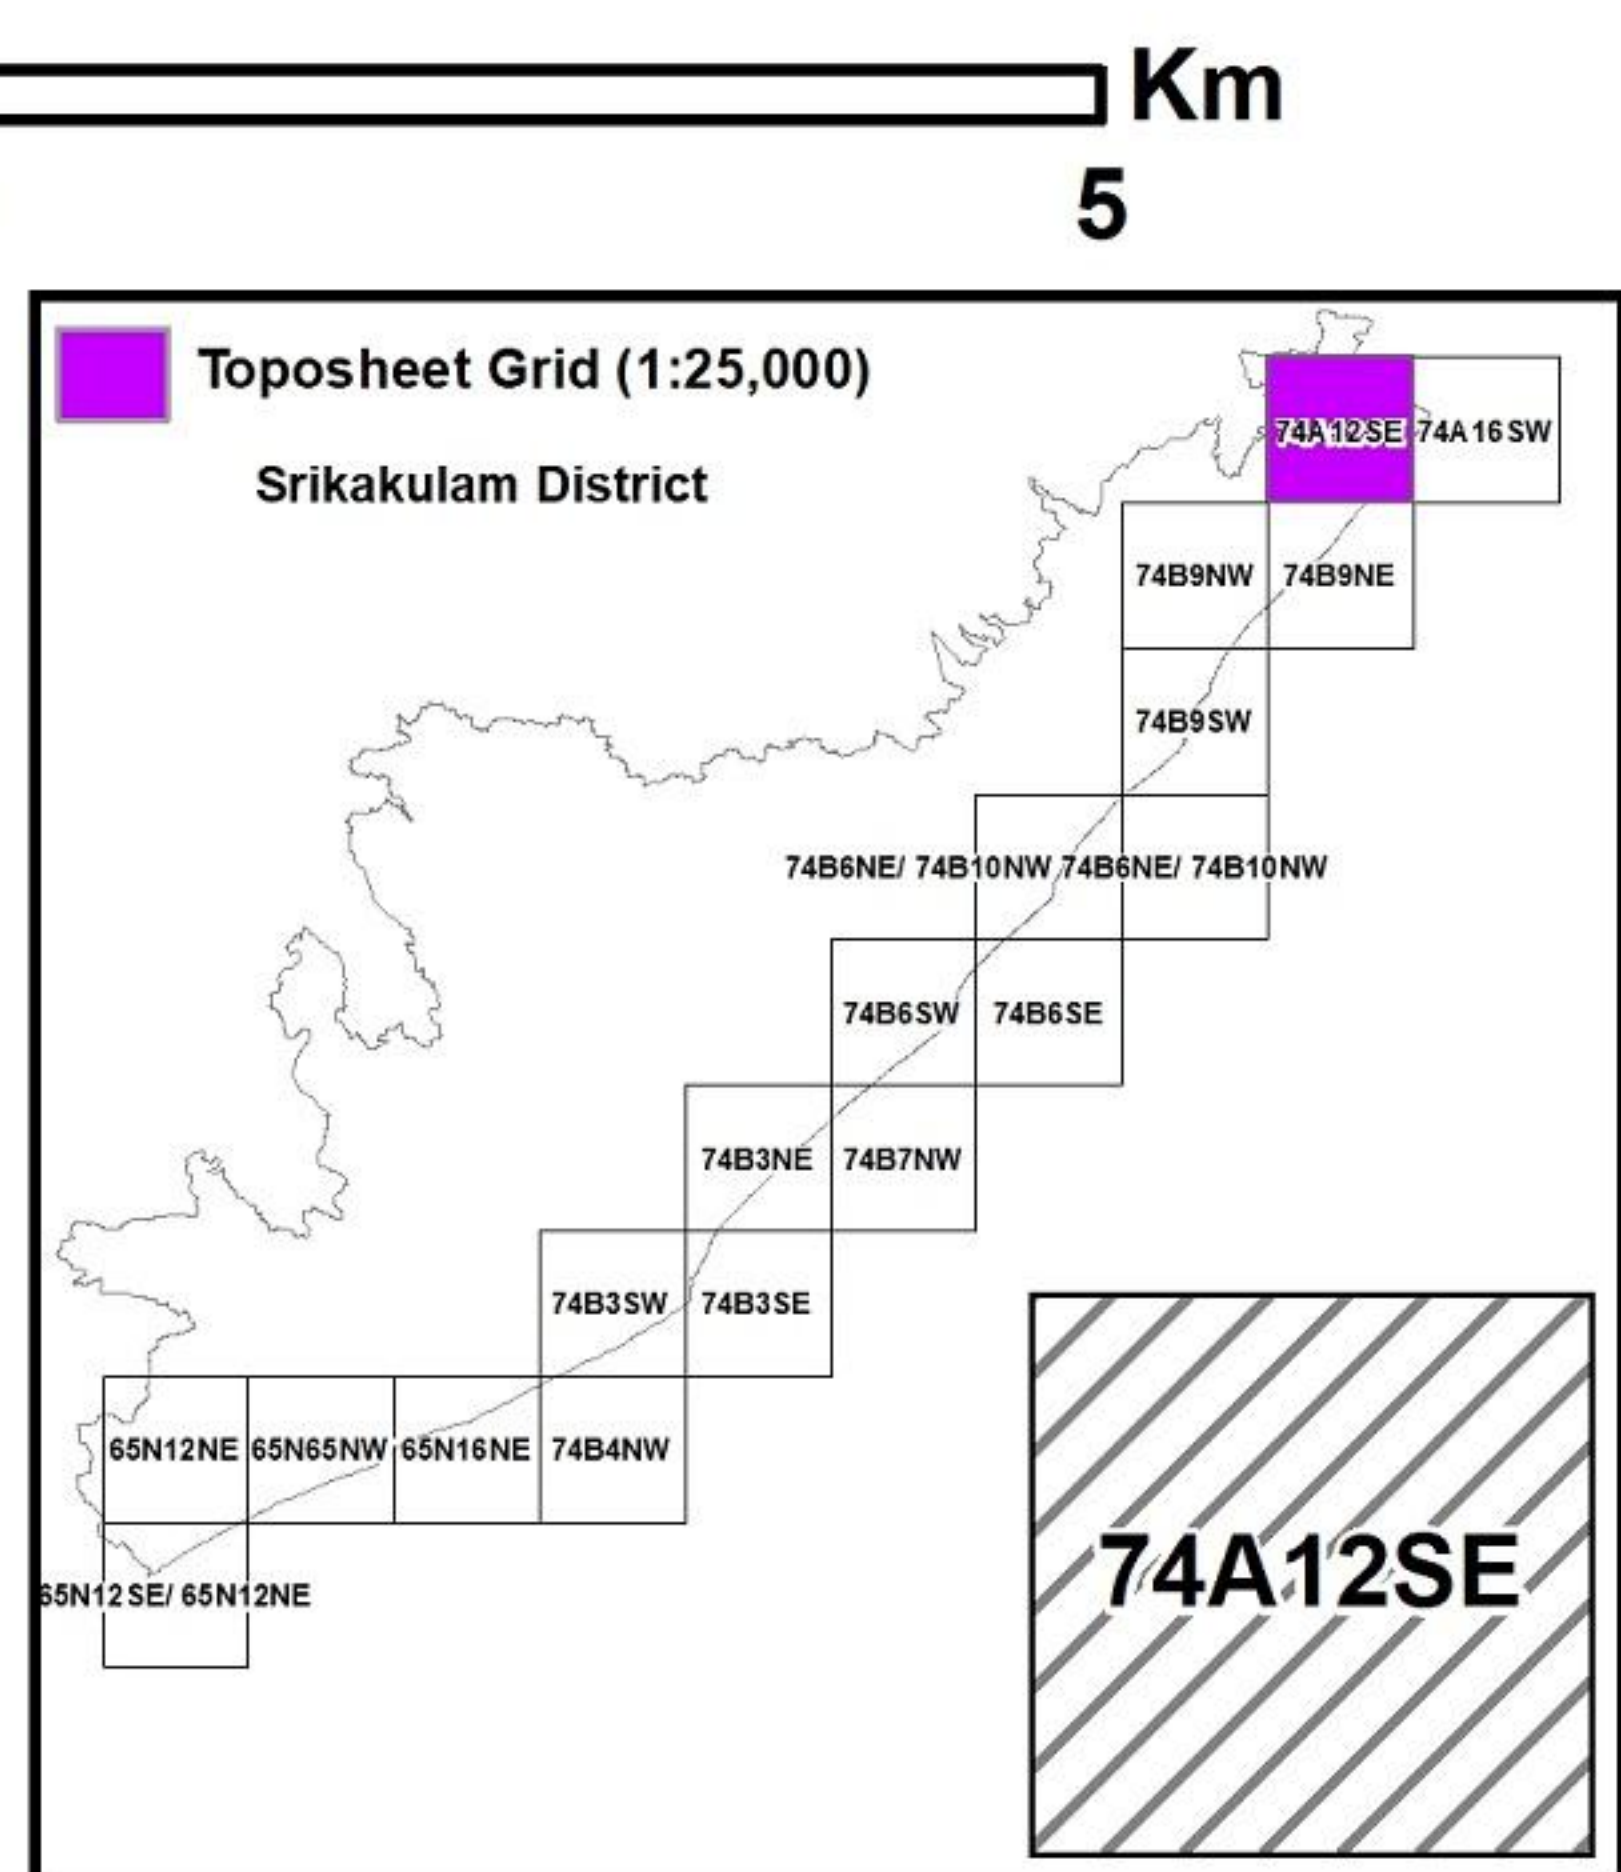 Km
5
Toposheet Grid (1:25,000)
Srikakulam District
74A12SE 74A16SW
74B9NW 74B9NE
74B9SW
74B6NE/ 74B10NW 74B6NE/ 74B10NW
74B6SW 74B6SE
74B3NE 74B7NW
74B3SW 74B3SE
65N12NE 65N65NW 65N16NE 74B4NW
74A12SE
65N12SE/ 65N12NE